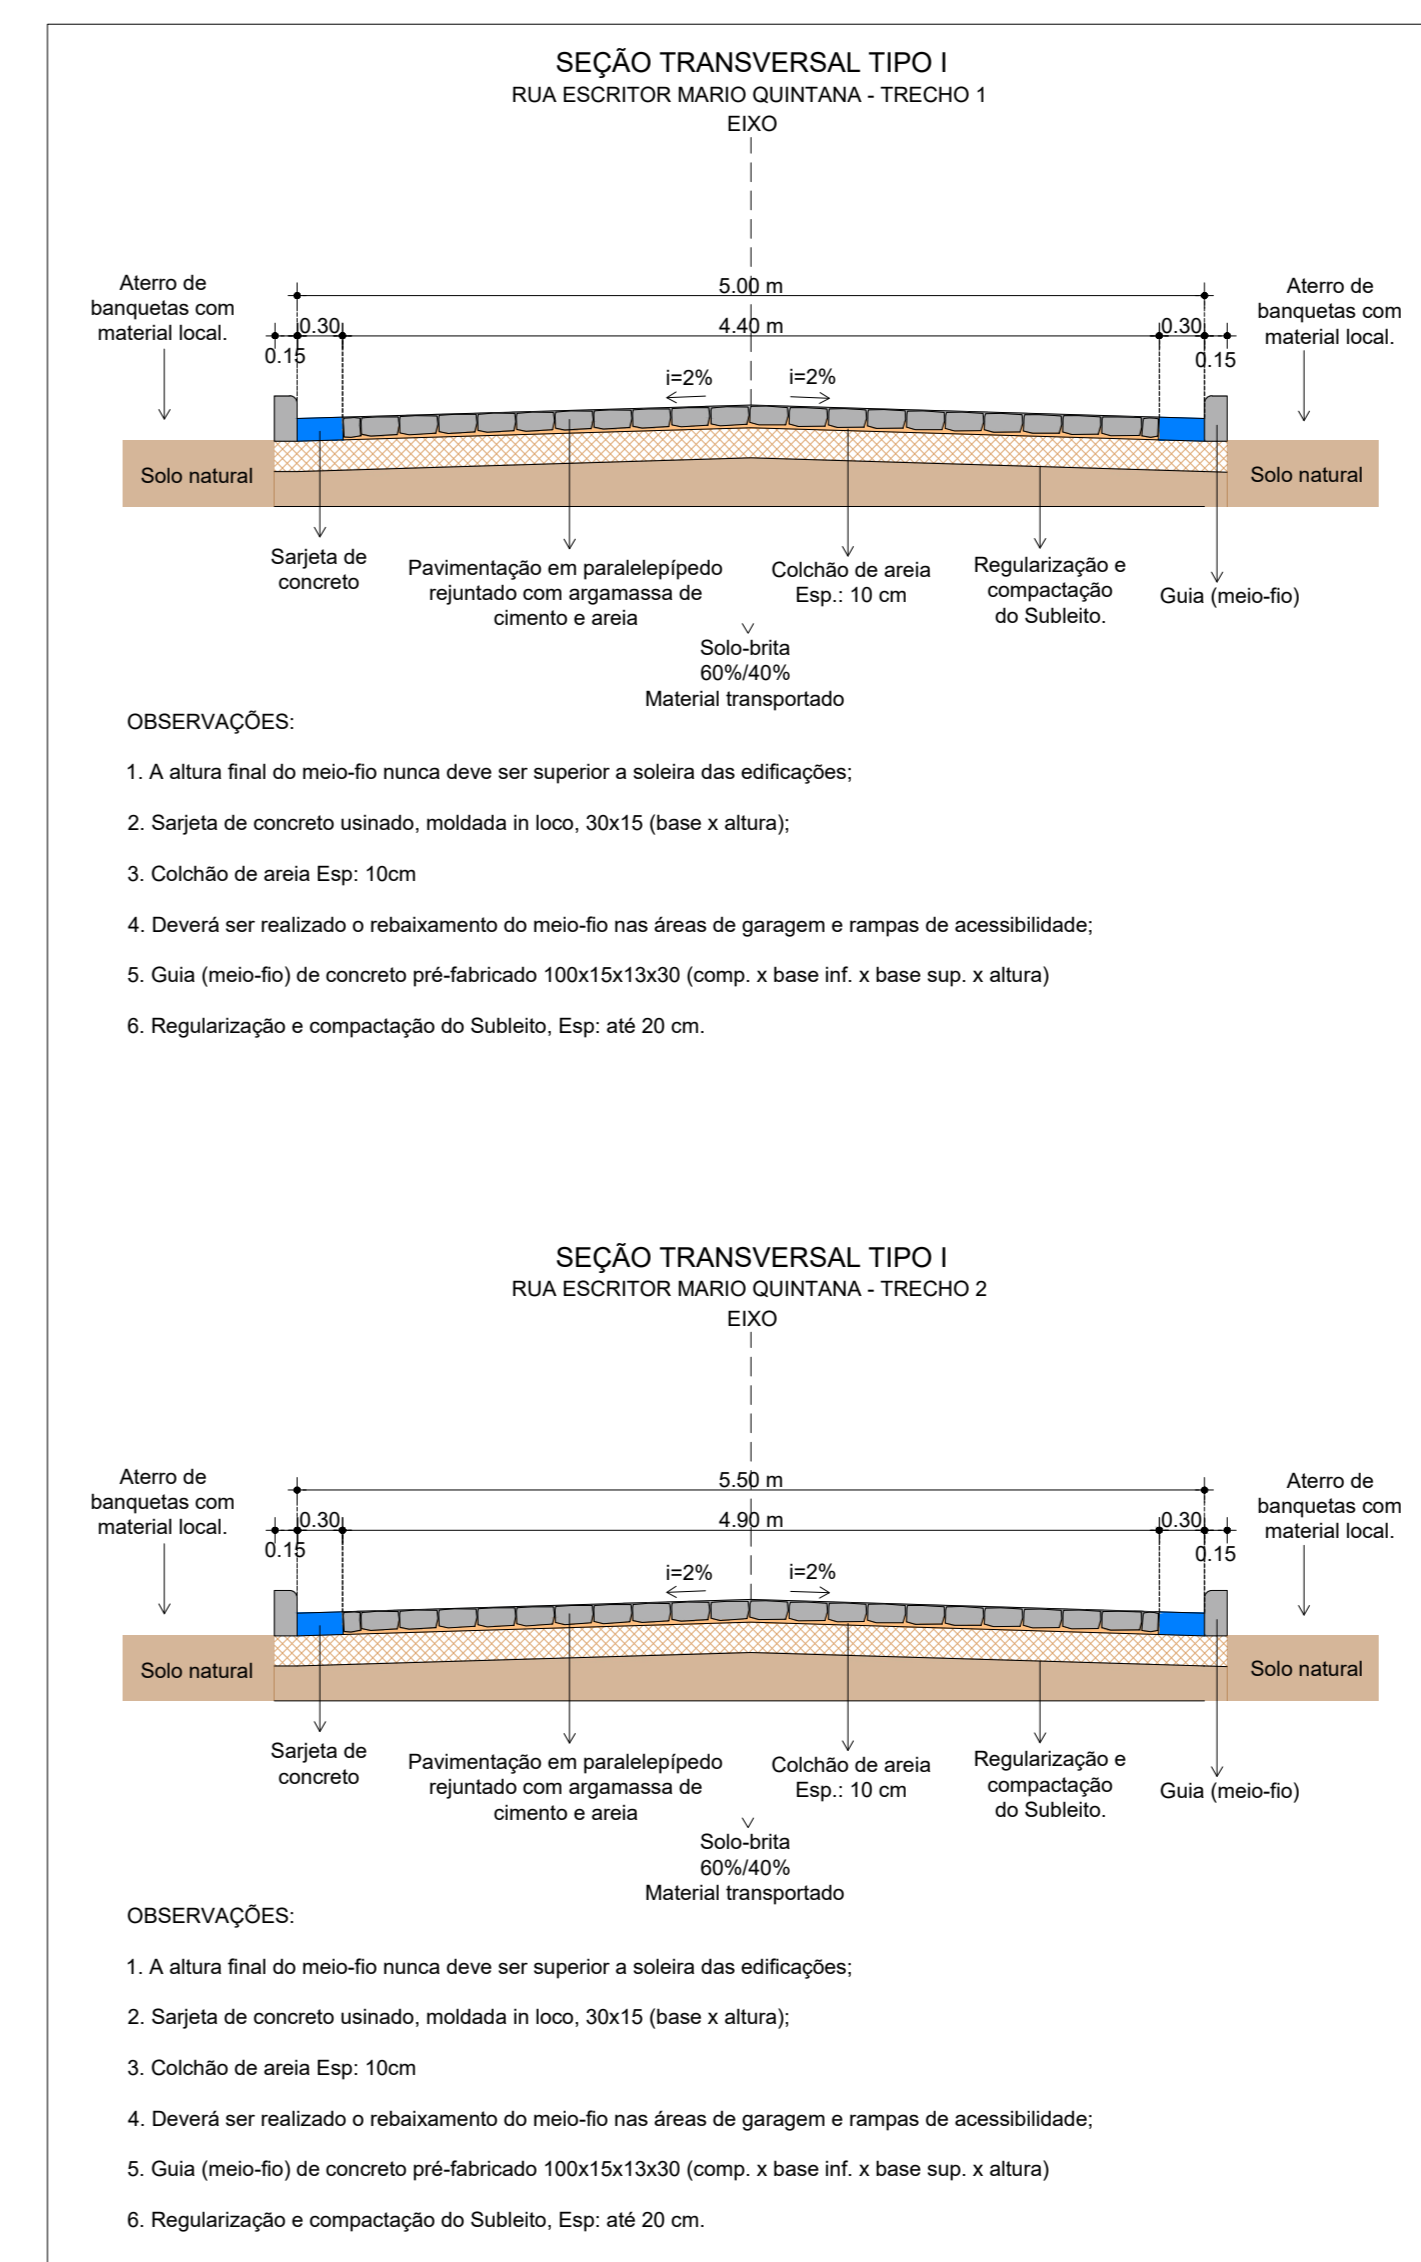 SEÇÃO TRANSVERSAL TIPO I
RUA ESCRITOR MARIO QUINTANA - TRECHO 1
EIXO
Aterro de
banquetas com
material local.
5.00 m
0.30
4.40 m
0.30
0.15
0.15
Aterro de
banquetas com
material local.
i=2%
i=2%
Solo natural
Solo natural
Sarjeta de
concreto
Pavimentação em paralelepípedo
rejuntado com argamassa de
cimento e areia
Colchão de areia
Esp.: 10 cm
Regularização e
compactação
do Subleito.
Guia (meio-fio)
Solo-brita
60%/40%
Material transportado
OBSERVAÇÕES:
1. A altura final do meio-fio nunca deve ser superior a soleira das edificações;
2. Sarjeta de concreto usinado, moldada in loco, 30x15 (base x altura);
3. Colchão de areia Esp: 10cm
4. Deverá ser realizado o rebaixamento do meio-fio nas áreas de garagem e rampas de acessibilidade;
5. Guia (meio-fio) de concreto pré-fabricado 100x15x13x30 (comp. x base inf. x base sup. x altura)
6. Regularização e compactação do Subleito, Esp: até 20 cm.
SEÇÃO TRANSVERSAL TIPO I
RUA ESCRITOR MARIO QUINTANA - TRECHO 2
EIXO
Aterro de
banquetas com
material local.
5.50 m
0.30
4.90 m
0.30
0.15
0.15
Aterro de
banquetas com
material local.
i=2%
i=2%
Solo natural
Solo natural
Sarjeta de
concreto
Pavimentação em paralelepípedo
rejuntado com argamassa de
cimento e areia
Colchão de areia
Esp.: 10 cm
Regularização e
compactação
do Subleito.
Guia (meio-fio)
Solo-brita
60%/40%
Material transportado
OBSERVAÇÕES:
1. A altura final do meio-fio nunca deve ser superior a soleira das edificações;
2. Sarjeta de concreto usinado, moldada in loco, 30x15 (base x altura);
3. Colchão de areia Esp: 10cm
4. Deverá ser realizado o rebaixamento do meio-fio nas áreas de garagem e rampas de acessibilidade;
5. Guia (meio-fio) de concreto pré-fabricado 100x15x13x30 (comp. x base inf. x base sup. x altura)
6. Regularização e compactação do Subleito, Esp: até 20 cm.